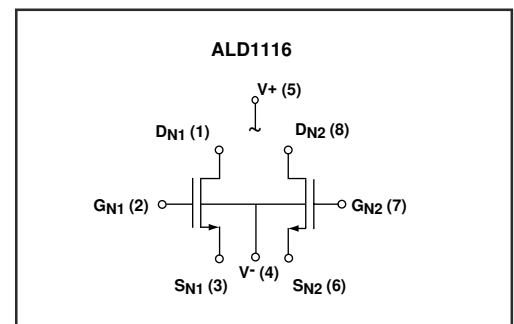 ALD1116
V+ (5)
DN1 (1) DN2 (8)
GN1 (2) GN2 (7)
V- (4)
SN1 (3) SN2 (6)